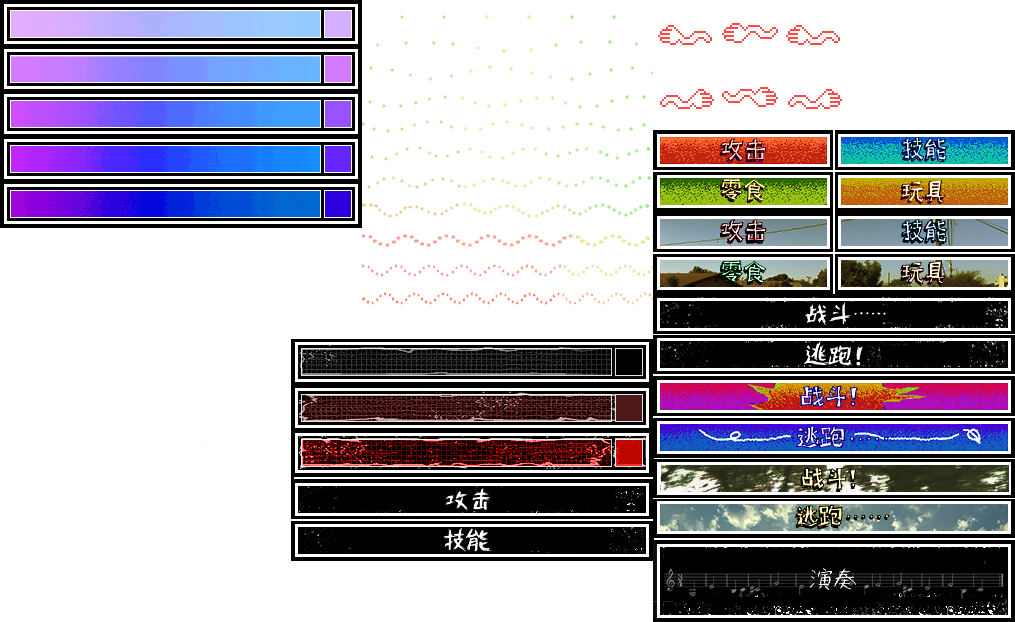 攻击 技能
零食 玩具
攻击 技能
零食 玩具
战斗……
逃跑!
战斗!
逃跑……
战斗!
逃跑……
演奏
攻击
技能